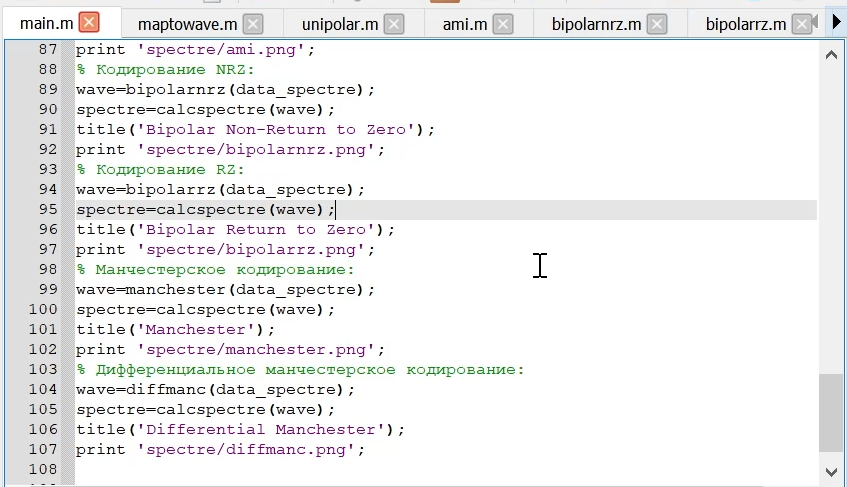 main.m maptowave.m unipolar.m ami.m bipolarnrz.m bipolarrz.m
87 print 'spectre/ami.png';
88 % Кодирование NRZ:
89 wave=bipolarnrz(data_spectre);
90 spectre=calcspectre(wave);
91 title('Bipolar Non-Return to Zero');
92 print 'spectre/bipolarnrz.png';
93 % Кодирование RZ:
94 wave=bipolarrz(data_spectre);
95 spectre=calcspectre(wave);
96 title('Bipolar Return to Zero');
97 print 'spectre/bipolarrz.png';
98 % Манчестерское кодирование:
99 wave=manchester(data_spectre);
100 spectre=calcspectre(wave);
101 title('Manchester');
102 print 'spectre/manchester.png';
103 % Дифференциальное манчестерское кодирование:
104 wave=diffmanc(data_spectre);
105 spectre=calcspectre(wave);
106 title('Differential Manchester');
107 print 'spectre/diffmanc.png';
108